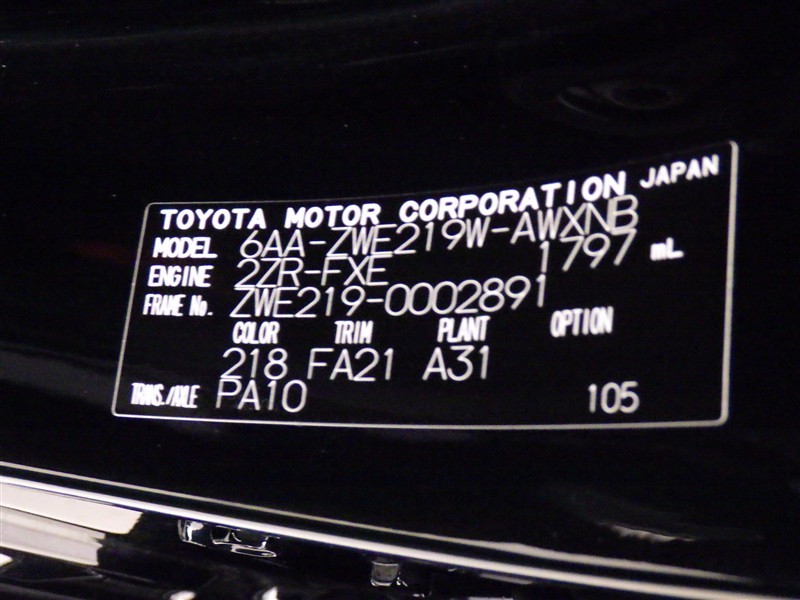 TOYOTA MOTOR CORPORATION JAPAN
MODEL 6AA-ZWE219W-AWXNB
ENGINE 2ZR-FXE 1797 mL
FRAME No. ZWE219-0002891
COLOR TRIM PLANT OPTION
218 FA21 A31
TRANS./AXLE PA10 105